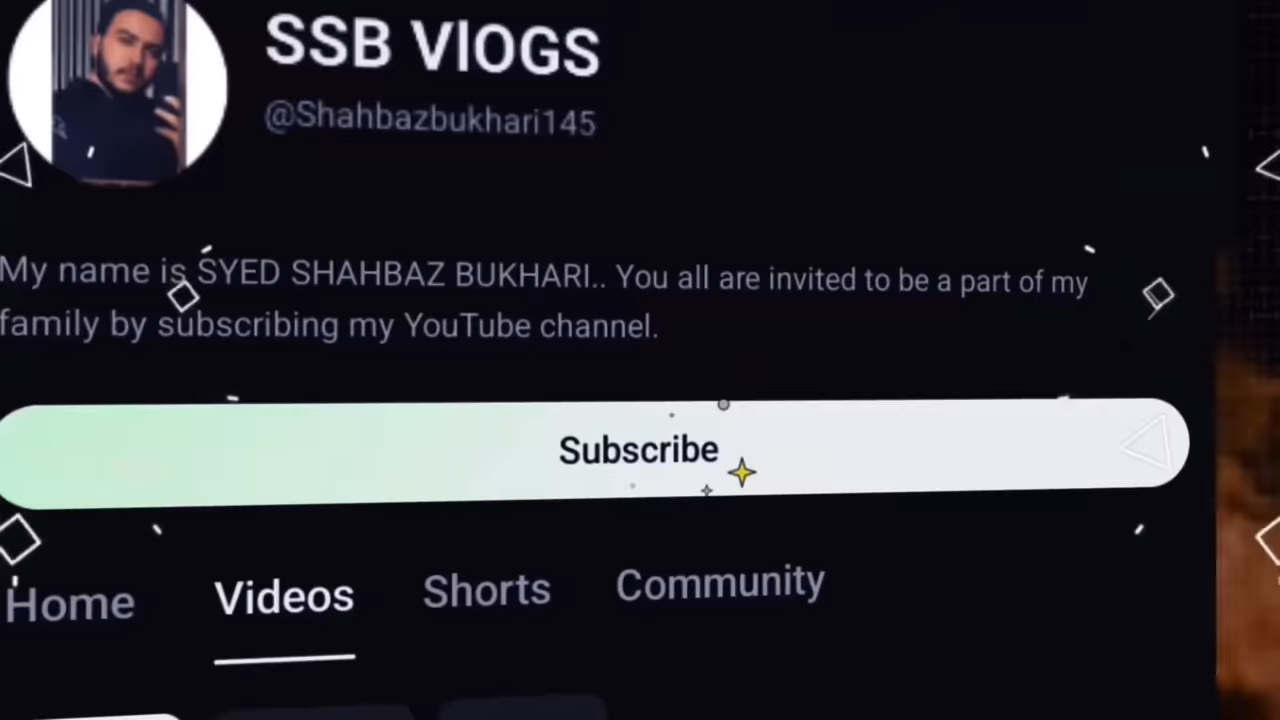 SSB VlOGS
@Shahbazbukhari145
My name is SYED SHAHBAZ BUKHARI.. You all are invited to be a part of my
family by subscribing my YouTube channel.
Subscribe
Home Videos Shorts Community